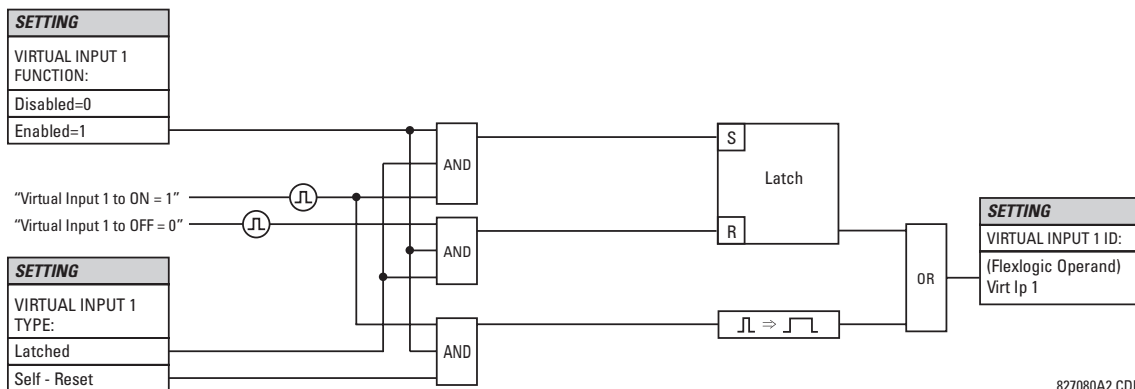 SETTING
VIRTUAL INPUT 1
FUNCTION:
Disabled=0
Enabled=1
"Virtual Input 1 to ON = 1"
"Virtual Input 1 to OFF = 0"
SETTING
VIRTUAL INPUT 1
TYPE:
Latched
Self - Reset
AND
AND
AND
S
Latch
R
OR
SETTING
VIRTUAL INPUT 1 ID:
(Flexlogic Operand)
Virt Ip 1